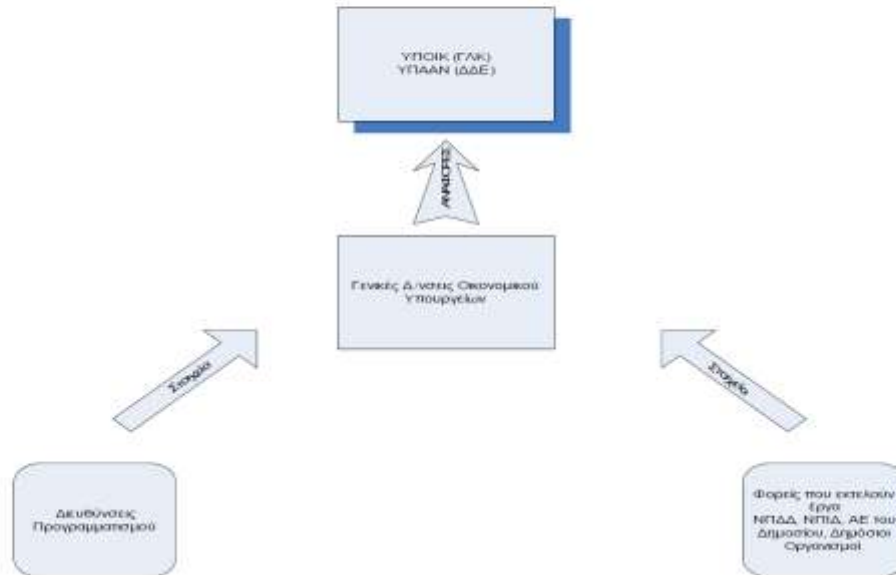 ΥΠΟΙΚ (ΓΛΚ)
ΥΠΑΑΝ (ΔΔΕ)
ΑΝΑΦΟΡΕΣ
Γενικές Δ/νσεις Οικονομικού
Υπουργείων
Στοιχεία
Στοιχεία
Διευθύνσεις
Προγραμματισμού
Φορείς που εκτελούν
έργα
ΝΠΔΔ, ΝΠΙΔ, ΑΕ του
Δημοσίου, Δημόσιοι
Οργανισμοί